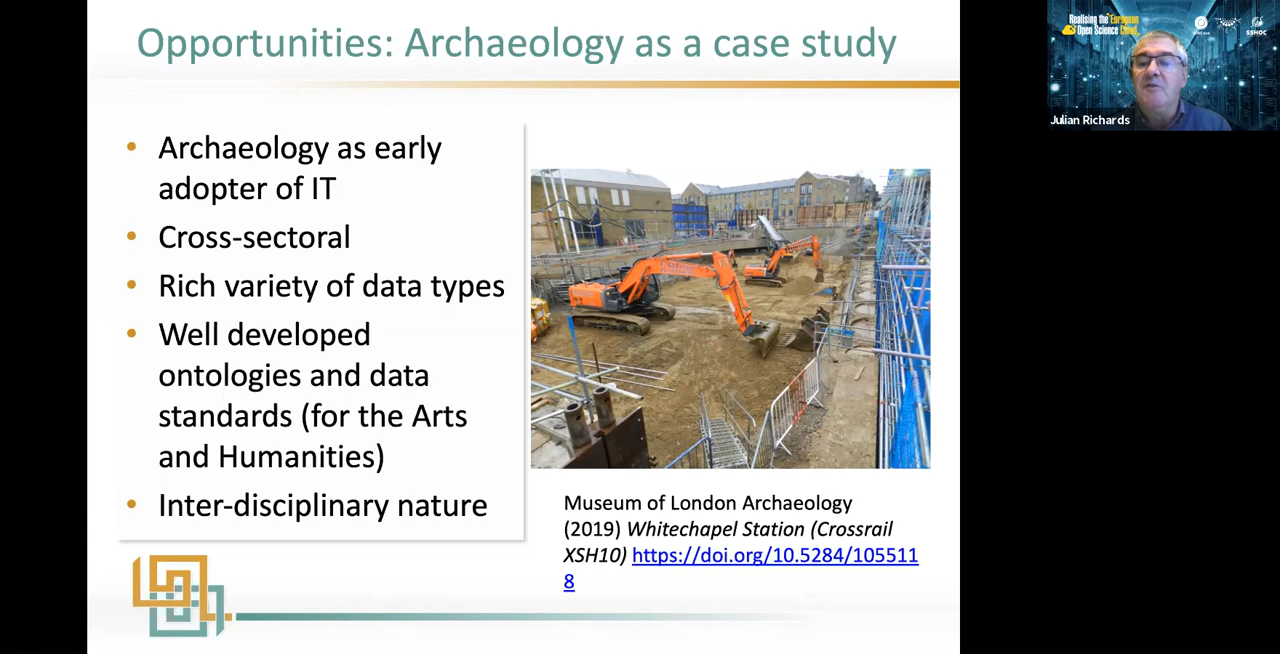 Opportunities: Archaeology as a case study
• Archaeology as early
adopter of IT
• Cross-sectoral
• Rich variety of data types
• Well developed
ontologies and data
standards (for the Arts
and Humanities)
• Inter-disciplinary nature
Museum of London Archaeology
(2019) Whitechapel Station (Crossrail
XSH10) https://doi.org/10.5284/105511
8
Realising the European
Open Science Cloud
SSHOC
Julian Richards